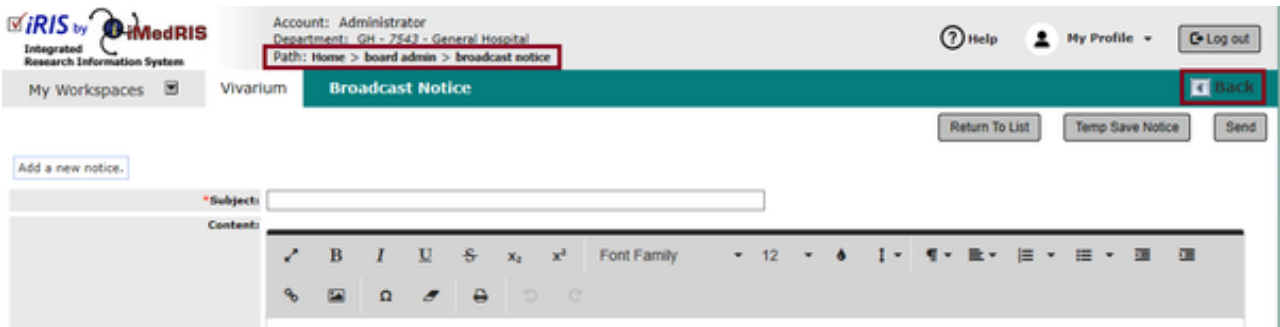 iRIS by iMedRIS
Integrated
Research Information System
Account: Administrator
Department: GH - 7543 - General Hospital
Path: Home > board admin > broadcast notice
? Help
My Profile
Log out
My Workspaces
Vivarium
Broadcast Notice
Back
Return To List
Temp Save Notice
Send
Add a new notice.
*Subject:
Content:
B I U S x₂ x² Font Family 12 ¶
Ω